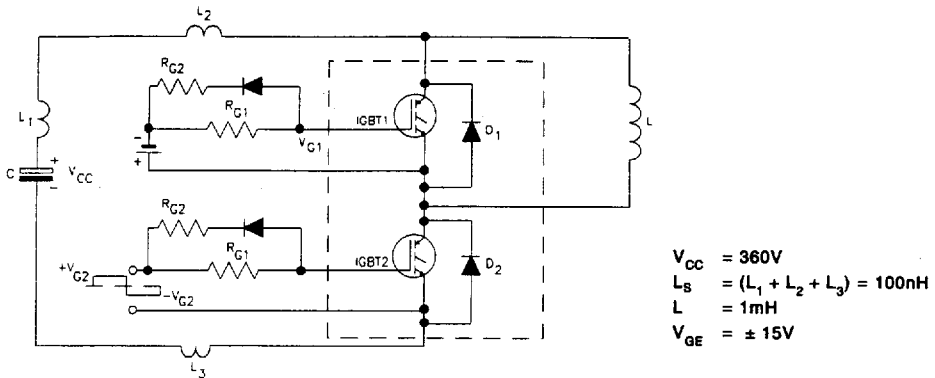 L2
RG2
L1
RG1
IGBT1
D1
L
VG1
-
+
+
-
C
VCC
RG2
RG1
IGBT2
D2
+VG2
-VG2
L3
VCC = 360V
LS = (L1 + L2 + L3) = 100nH
L = 1mH
VGE = ± 15V